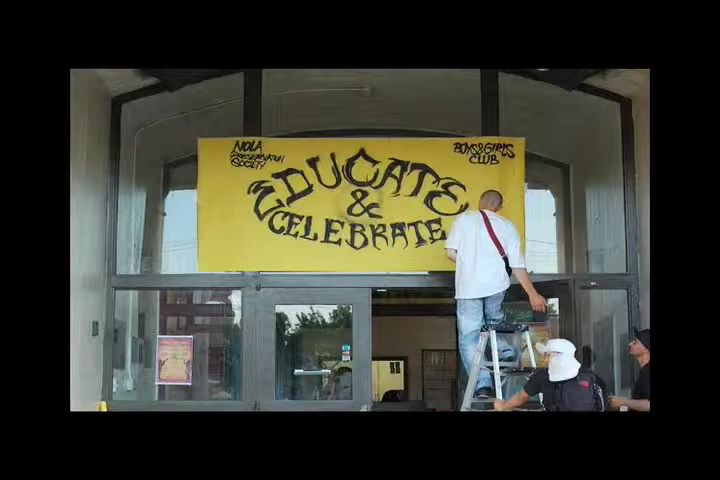 NOLA
PRESERVATION
SOCIETY
BOYS&GIRLS
CLUB
EDUCATE
&
CELEBRATE